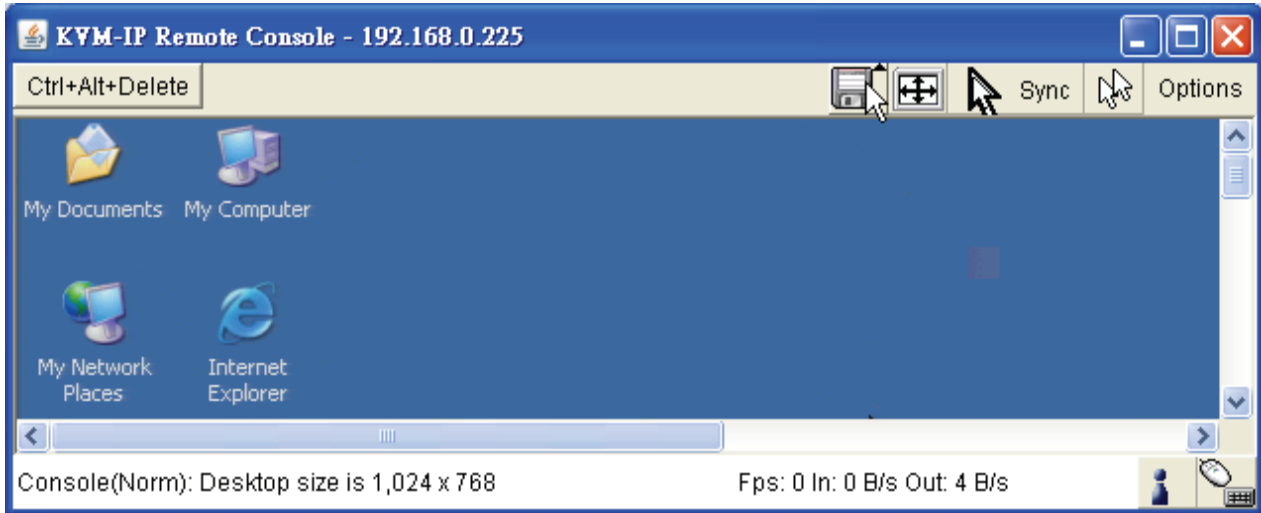 KVM-IP Remote Console - 192.168.0.225
Ctrl+Alt+Delete
Sync
Options
My Documents
My Computer
My Network
Places
Internet
Explorer
Console(Norm): Desktop size is 1,024 x 768
Fps: 0 In: 0 B/s Out: 4 B/s